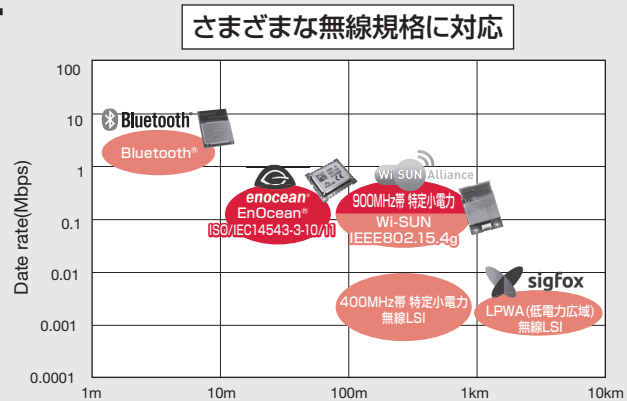 さまざまな無線規格に対応
Date rate(Mbps)
100
10
1
0.1
0.01
0.001
0.0001
1m
10m
100m
1km
10km
Bluetooth®
Bluetooth®
enocean®
EnOcean®
ISO/IEC14543-3-10/11
Wi SUN Alliance
900MHz帯 特定小電力
Wi-SUN
IEEE802.15.4g
400MHz帯 特定小電力
無線LSI
sigfox
LPWA(低電力広域)
無線LSI